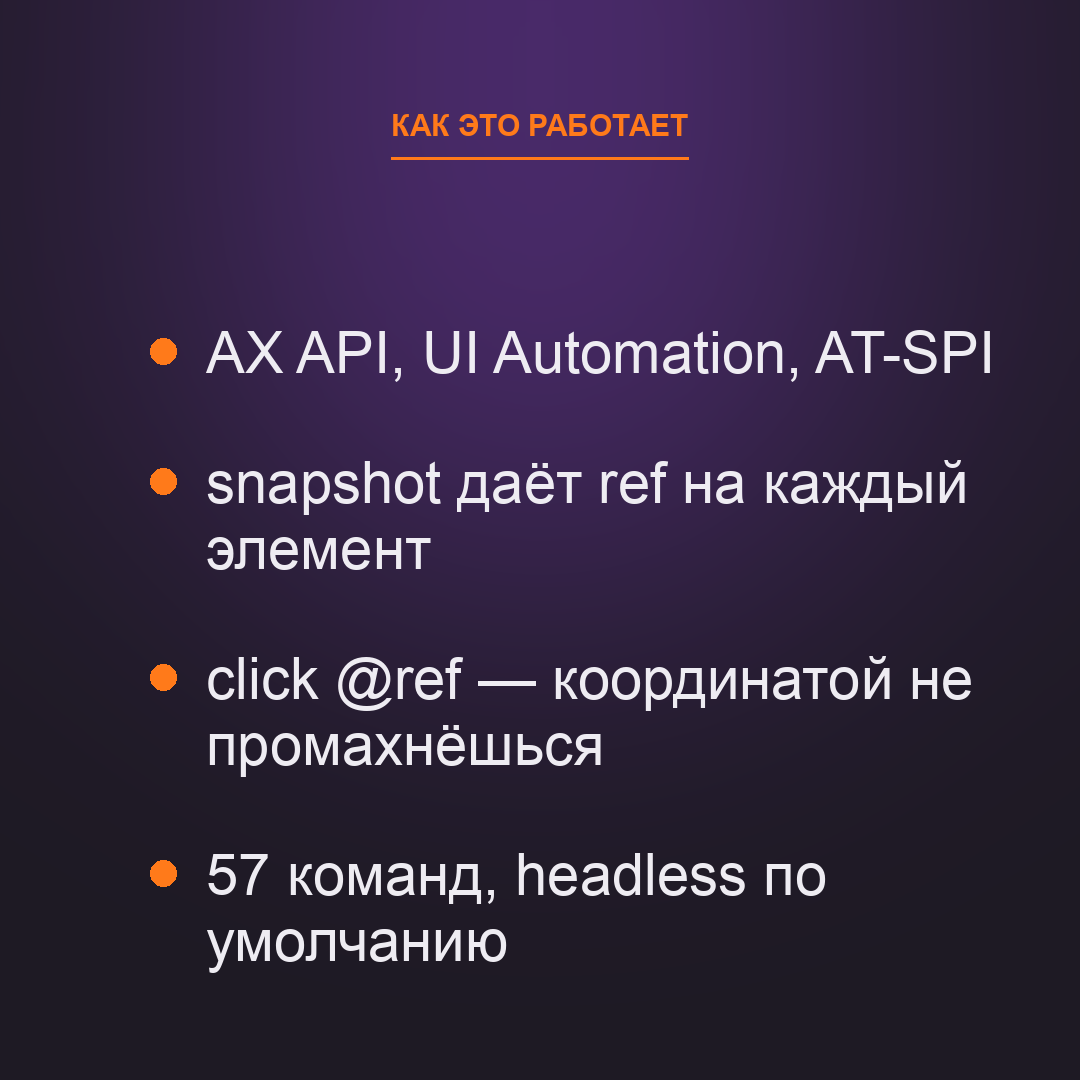 КАК ЭТО РАБОТАЕТ
AX API, UI Automation, AT-SPI
snapshot даёт ref на каждый
элемент
click @ref — координатой не
промахнёшься
57 команд, headless по
умолчанию